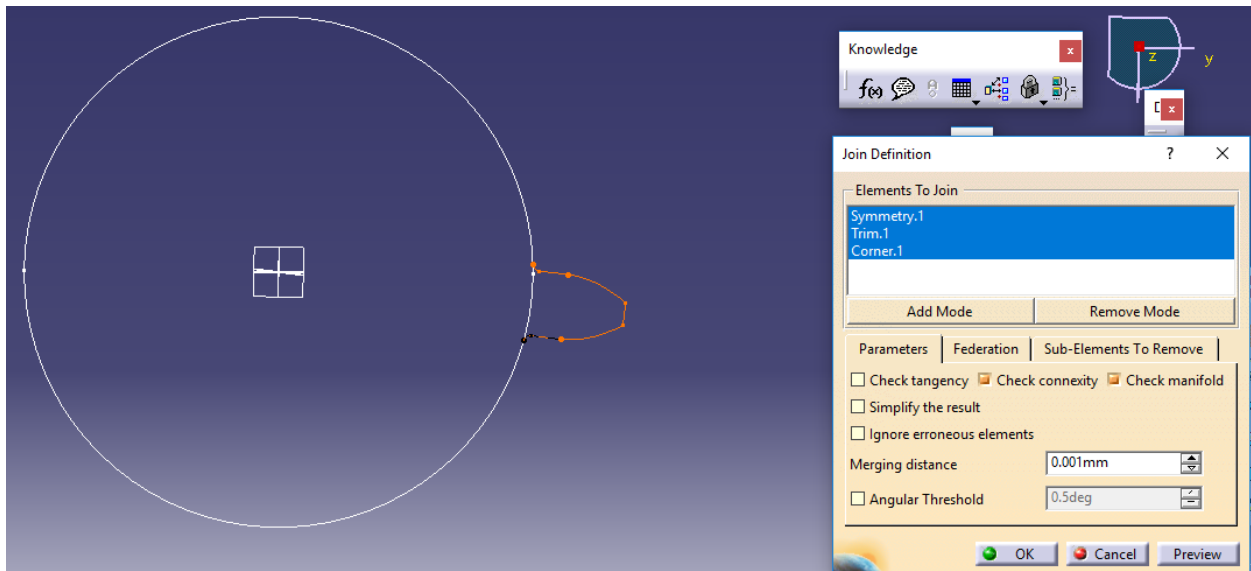 Knowledge
x
f(x)
z
y
x
Join Definition
?
Elements To Join
Symmetry.1
Trim.1
Corner.1
Add Mode
Remove Mode
Parameters
Federation
Sub-Elements To Remove
Check tangency
Check connexity
Check manifold
Simplify the result
Ignore erroneous elements
Merging distance
0.001mm
Angular Threshold
0.5deg
OK
Cancel
Preview